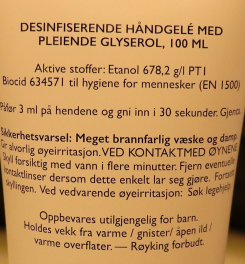 DESINFISERENDE HÅNDGELÉ MED
PLEIENDE GLYSEROL, 100 ML
Aktive stoffer: Etanol 678,2 g/l PT1
Biocid 634571 til hygiene for mennesker (EN 1500)
Påfør 3 ml på hendene og gni inn i 30 sekunder. Gjenta
Sikkerhetsvarsel: Meget brannfarlig væske og damp.
Gir alvorlig øyeirritasjon. VED KONTAKT MED ØYNENE:
Skyll forsiktig med vann i flere minutter. Fjern eventuelle
kontaktlinser dersom dette enkelt lar seg gjøre. Fortsett
skyllingen. Ved vedvarende øyeirritasjon: Søk legehjelp.
Oppbevares utilgjengelig for barn.
Holdes vekk fra varme / gnister/ åpen ild /
varme overflater. — Røyking forbudt.